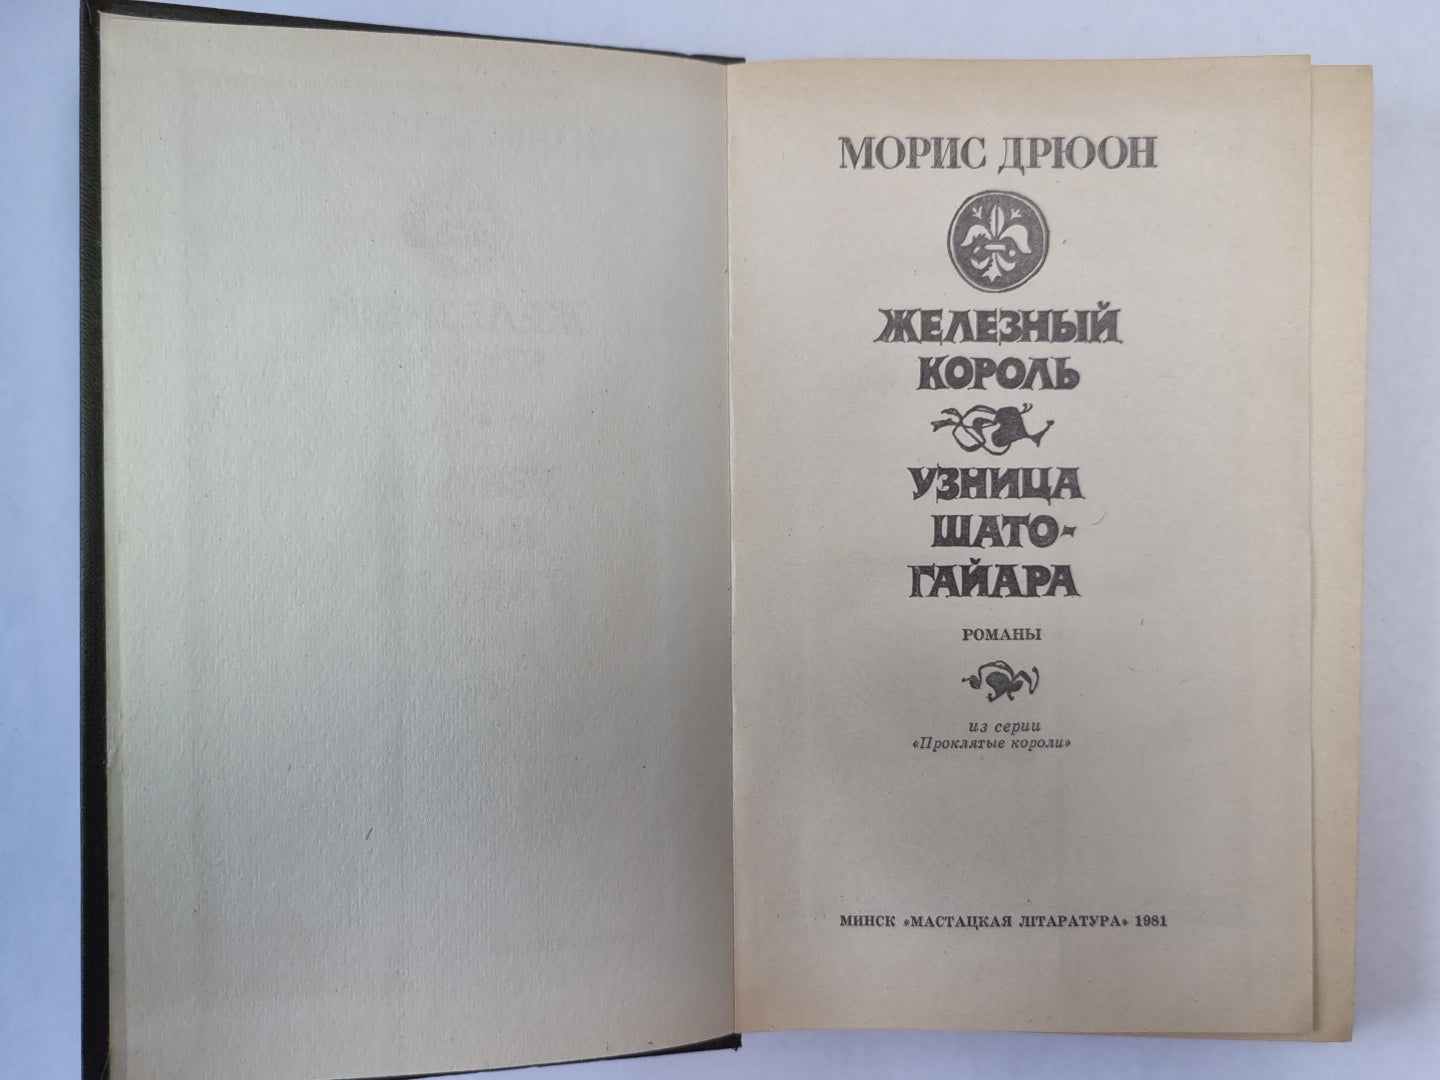 МОРИС ДРЮОН
ЖЕЛЕЗНЫЙ
КОРОЛЬ
УЗНИЦА
ШАТО-
ГАЙАРА
РОМАНЫ
из серии
«Проклятые короли»
МИНСК «МАСТАЦКАЯ ЛІТАРАТУРА» 1981